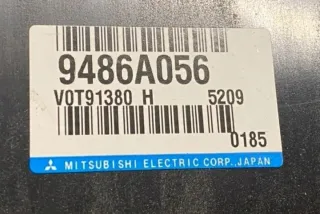 9486A056
V0T91380 H 5209
0185
MITSUBISHI ELECTRIC CORP.,JAPAN